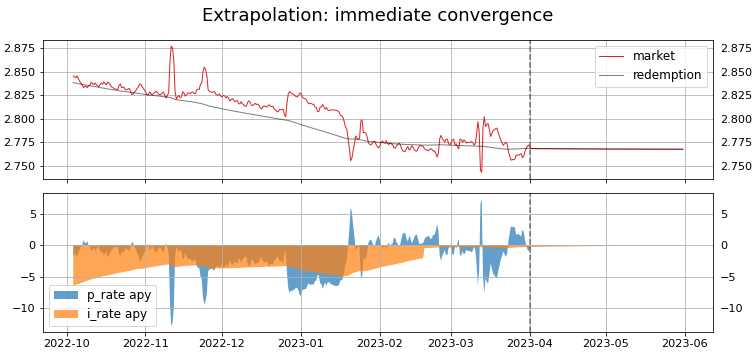 Extrapolation: immediate convergence
2.875 2.875
2.850 2.850
2.825 2.825
2.800 2.800
2.775 2.775
2.750 2.750
market
redemption
5 5
0 0
−5 −5
−10 −10
p_rate apy
i_rate apy
2022-10 2022-11 2022-12 2023-01 2023-02 2023-03 2023-04 2023-05 2023-06